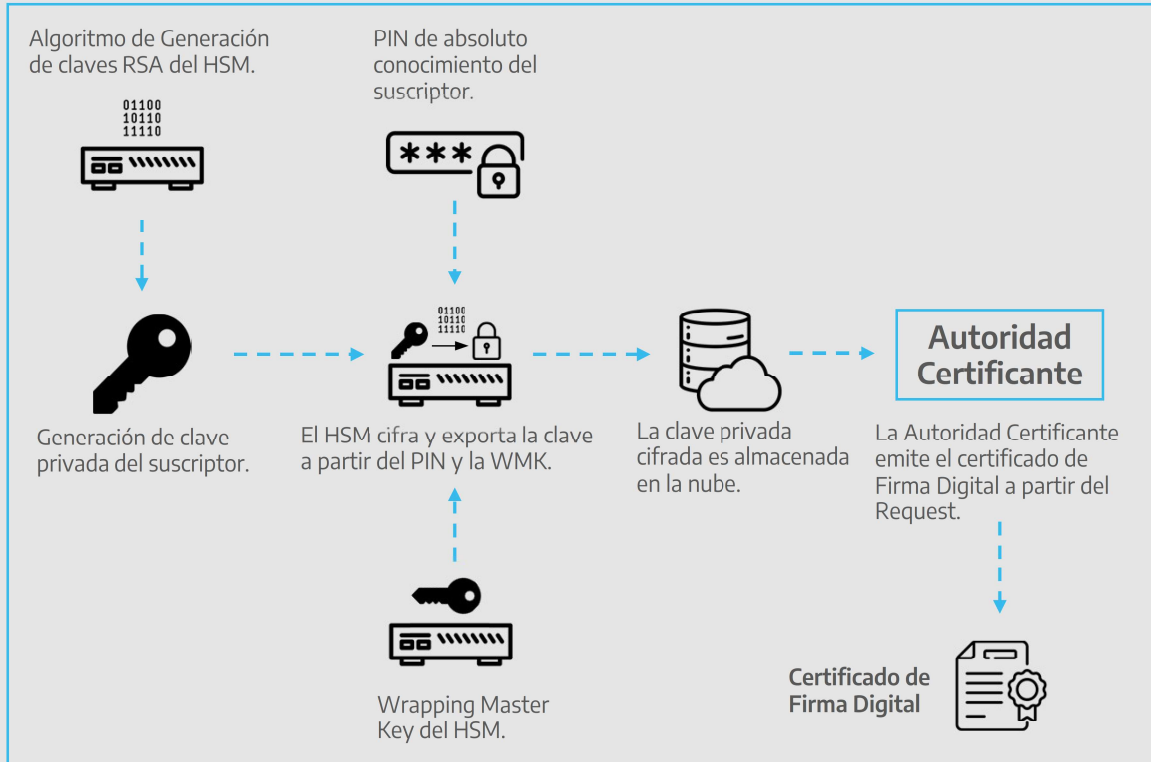 Algoritmo de Generación
de claves RSA del HSM.
01100
10110
11110
PIN de absoluto
conocimiento del
suscriptor.
***
Generación de clave
privada del suscriptor.
01100
10110
11110
El HSM cifra y exporta la clave
a partir del PIN y la WMK.
La clave privada
cifrada es almacenada
en la nube.
Autoridad
Certificante
La Autoridad Certificante
emite el certificado de
Firma Digital a partir del
Request.
Wrapping Master
Key del HSM.
Certificado de
Firma Digital